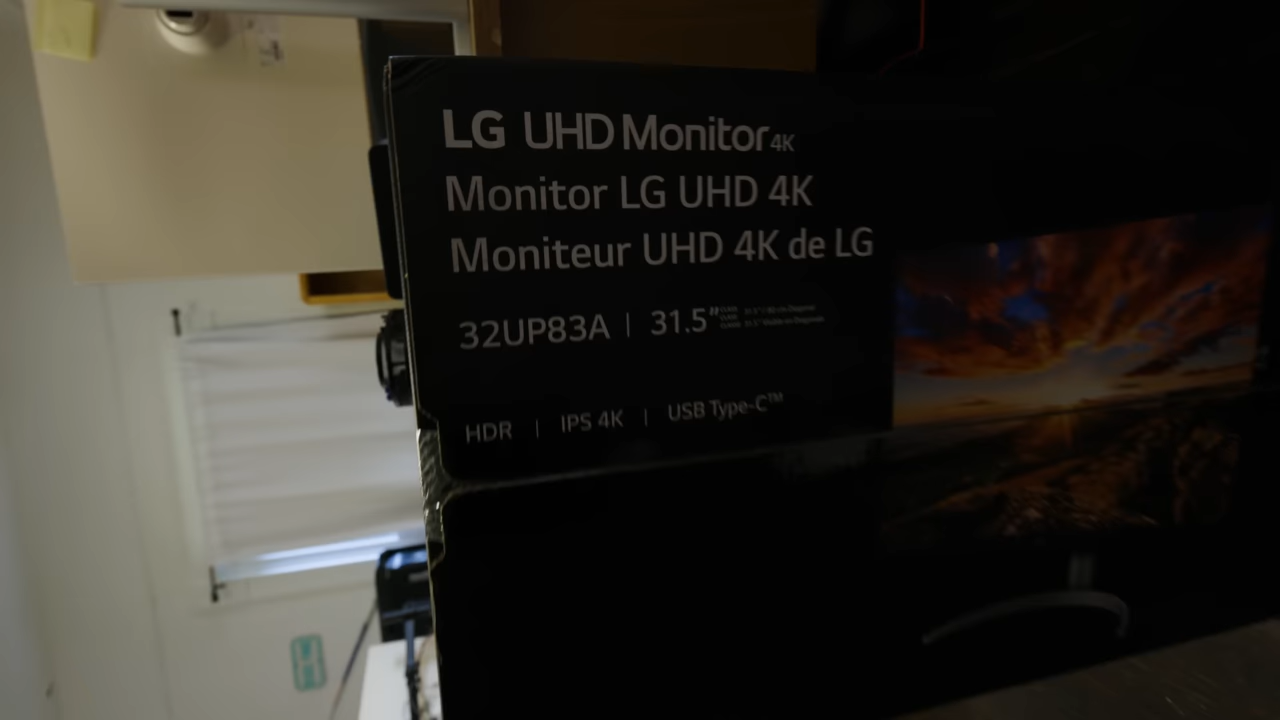 LG UHD Monitor 4K
Monitor LG UHD 4K
Moniteur UHD 4K de LG
32UP83A | 31.5"
HDR | IPS 4K | USB Type-C™